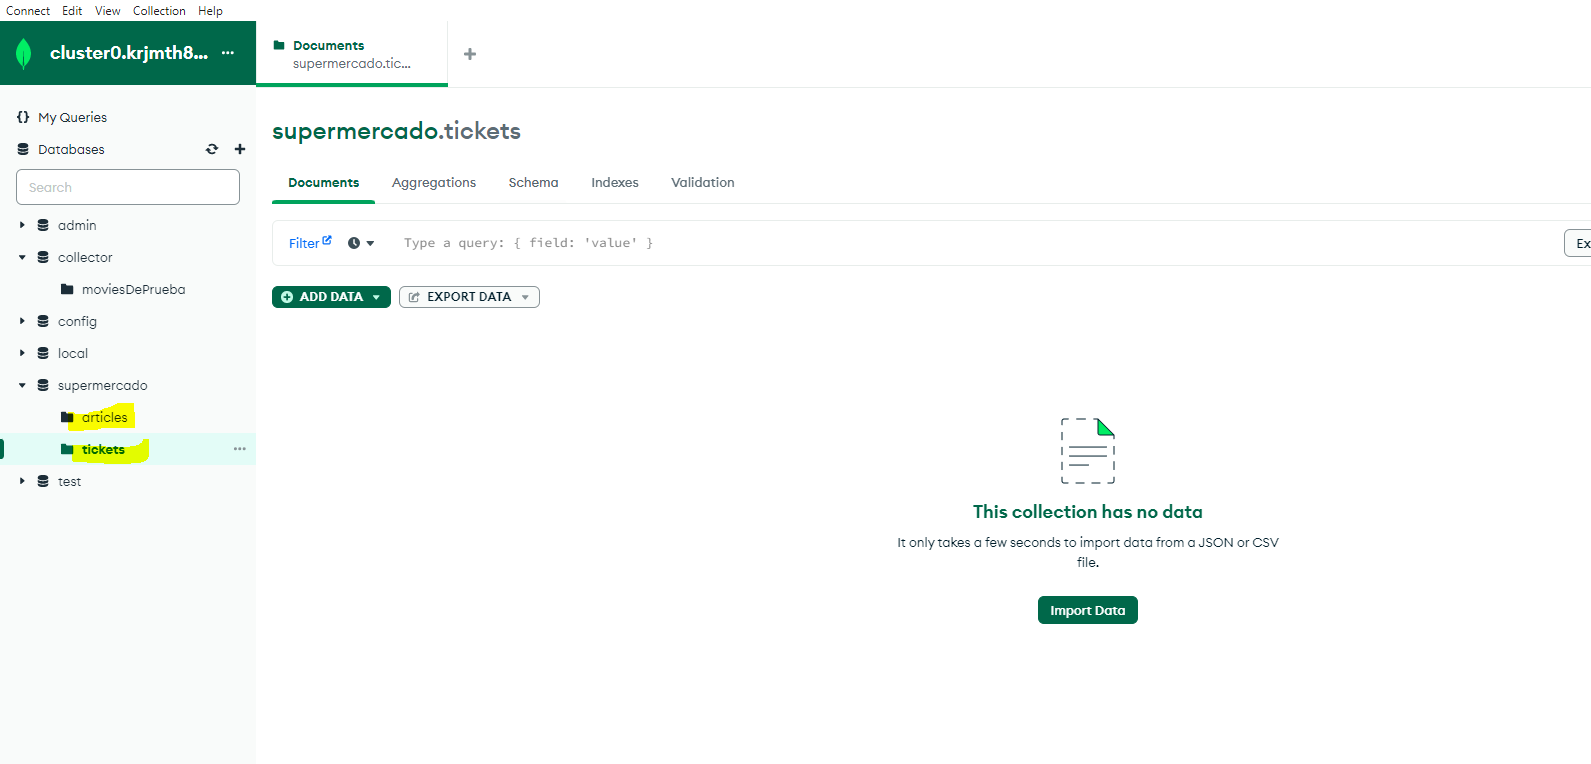 Connect Edit View Collection Help
cluster0.krjmth8... ...
Documents
supermercado.tic...
+
{} My Queries
Databases
Search
admin
collector
moviesDePrueba
config
local
supermercado
articles
tickets ...
test
supermercado.tickets
Documents Aggregations Schema Indexes Validation
Filter Type a query: { field: 'value' }
Ex
ADD DATA EXPORT DATA
This collection has no data
It only takes a few seconds to import data from a JSON or CSV
file.
Import Data